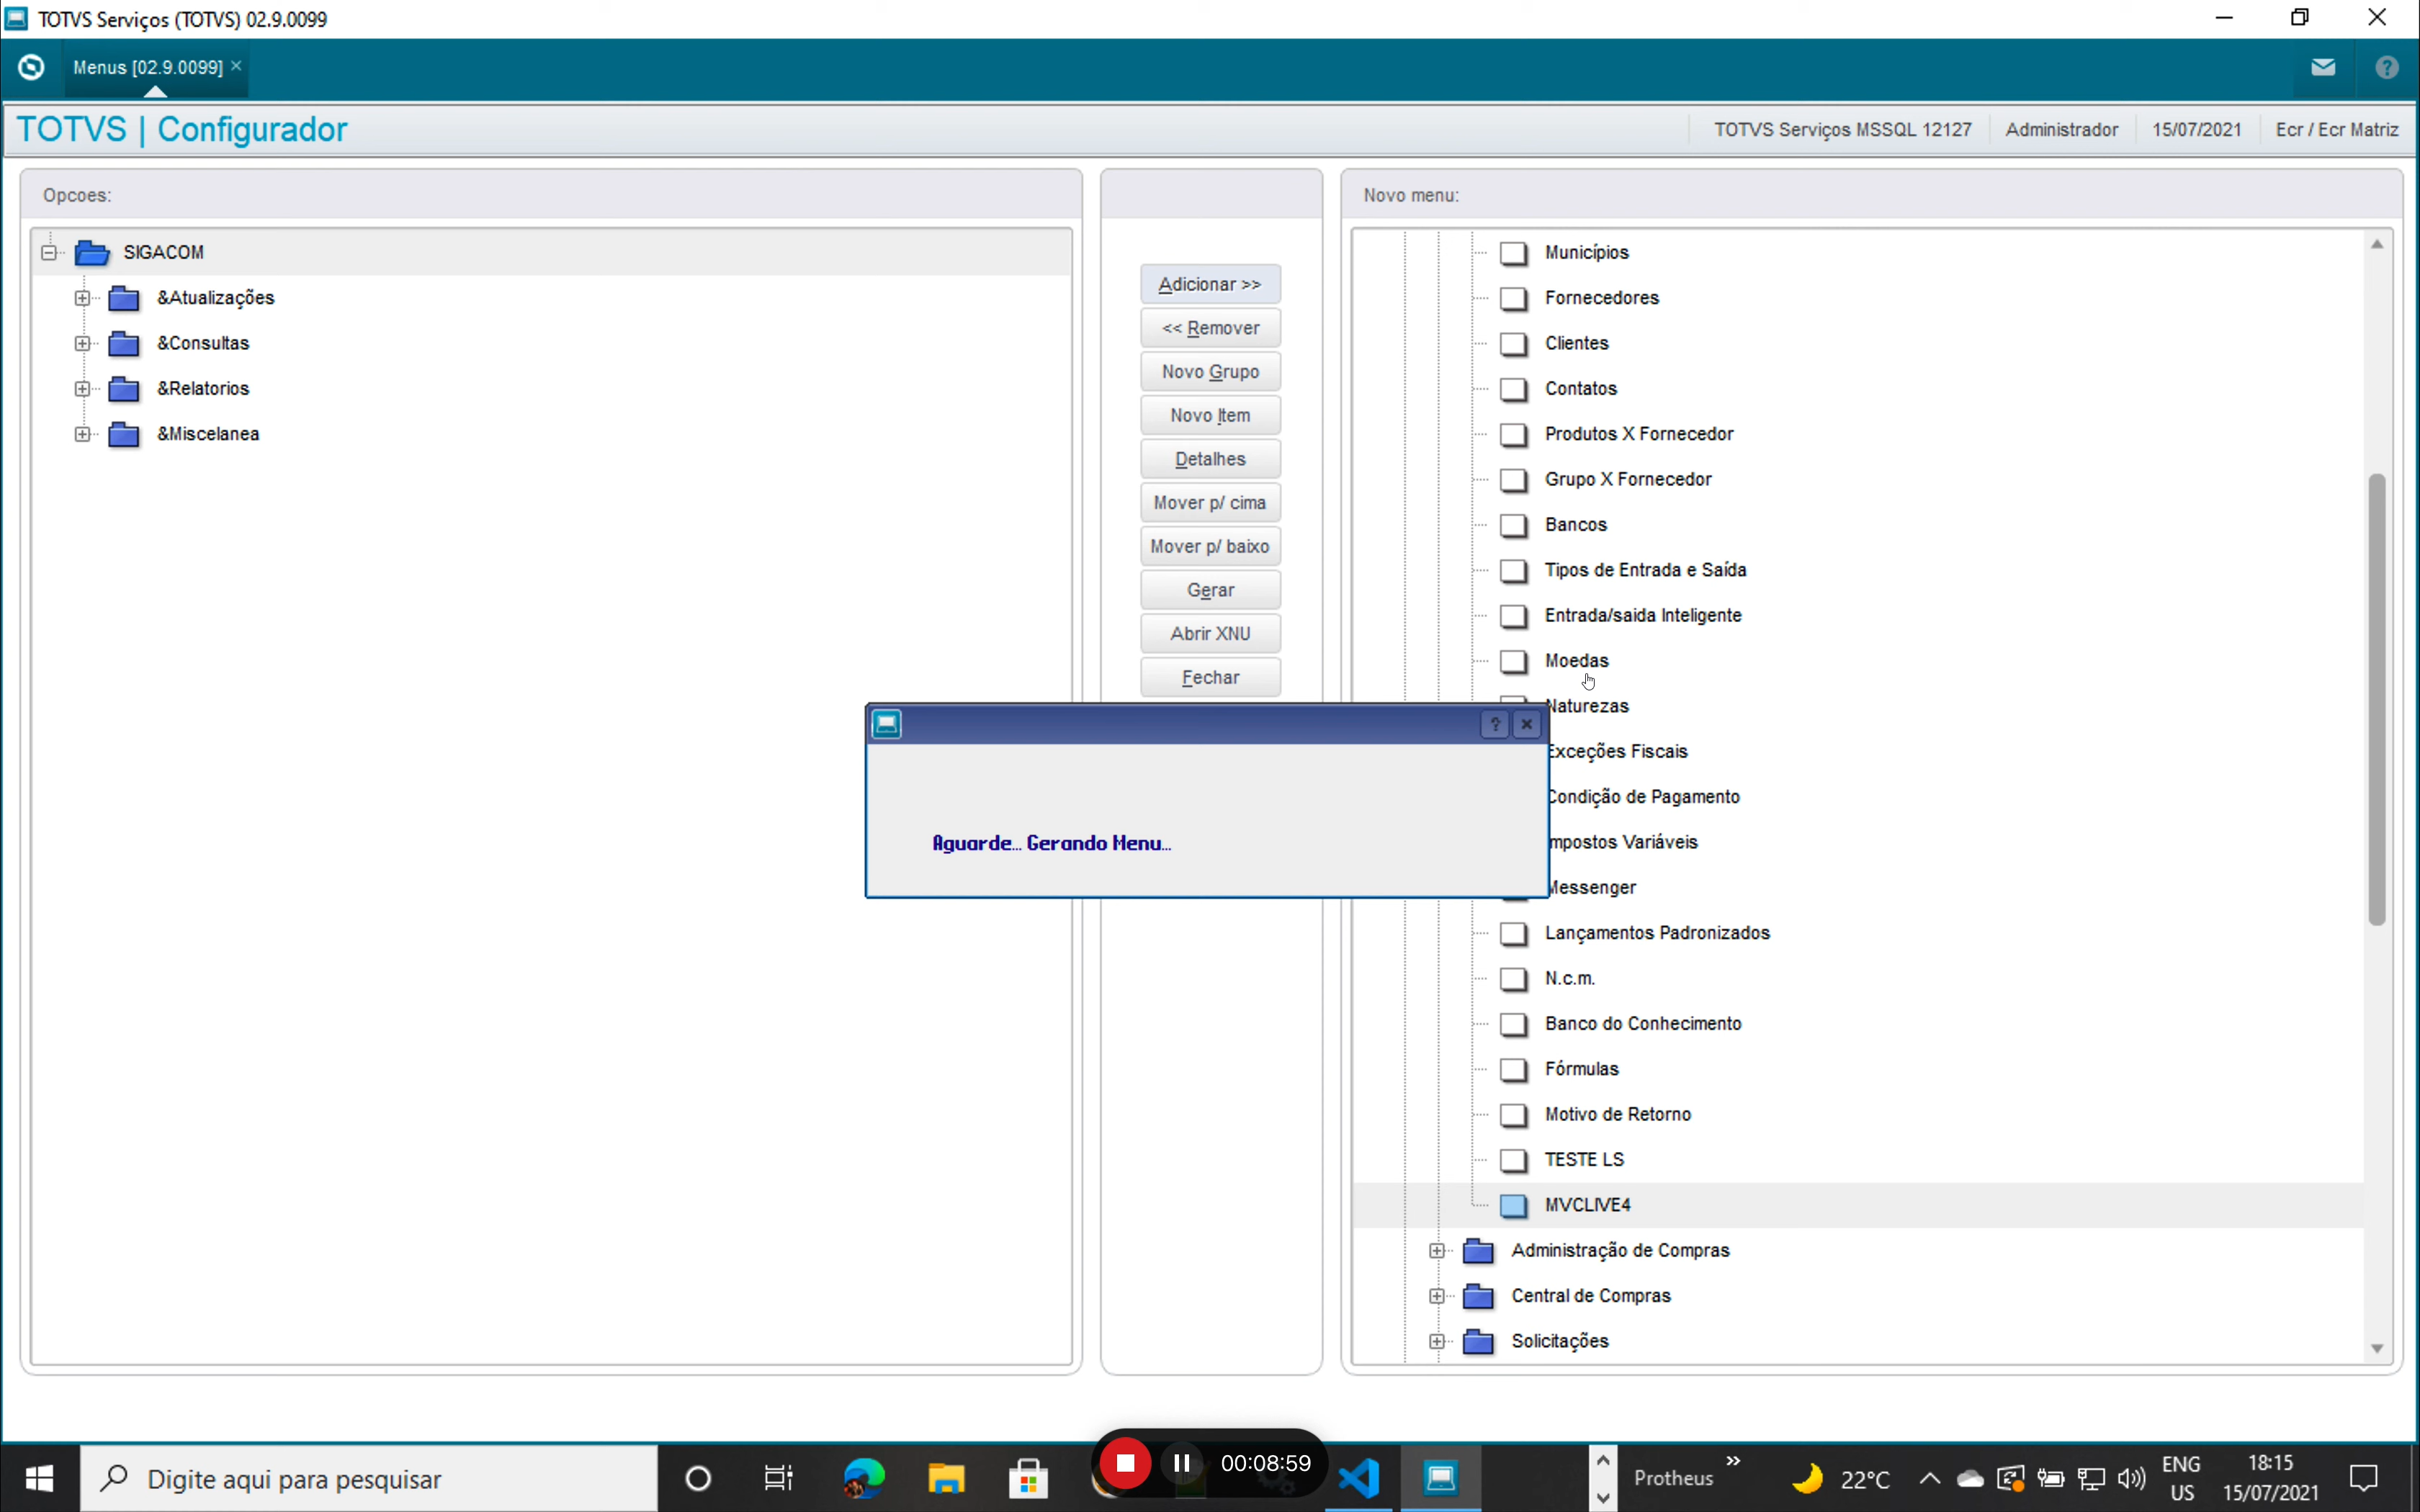 TOTVS Serviços (TOTVS) 02.9.0099
Menus [02.9.0099]
TOTVS | Configurador
TOTVS Serviços MSSQL 12127
Administrador
15/07/2021
Ecr / Ecr Matriz
Opcoes:
SIGACOM
&Atualizações
&Consultas
&Relatorios
&Miscelanea
Adicionar >>
<< Remover
Novo Grupo
Novo Item
Detalhes
Mover p/ cima
Mover p/ baixo
Gerar
Abrir XNU
Fechar
Novo menu:
Municípios
Fornecedores
Clientes
Contatos
Produtos X Fornecedor
Grupo X Fornecedor
Bancos
Tipos de Entrada e Saída
Entrada/saida Inteligente
Moedas
Naturezas
Exceções Fiscais
Condição de Pagamento
mpostos Variáveis
Messenger
Lançamentos Padronizados
N.c.m.
Banco do Conhecimento
Fórmulas
Motivo de Retorno
TESTE LS
MVCLIVE4
Administração de Compras
Central de Compras
Solicitações
Aguarde... Gerando Menu...
Digite aqui para pesquisar
00:08:59
Protheus
22°C
ENG
US
18:15
15/07/2021